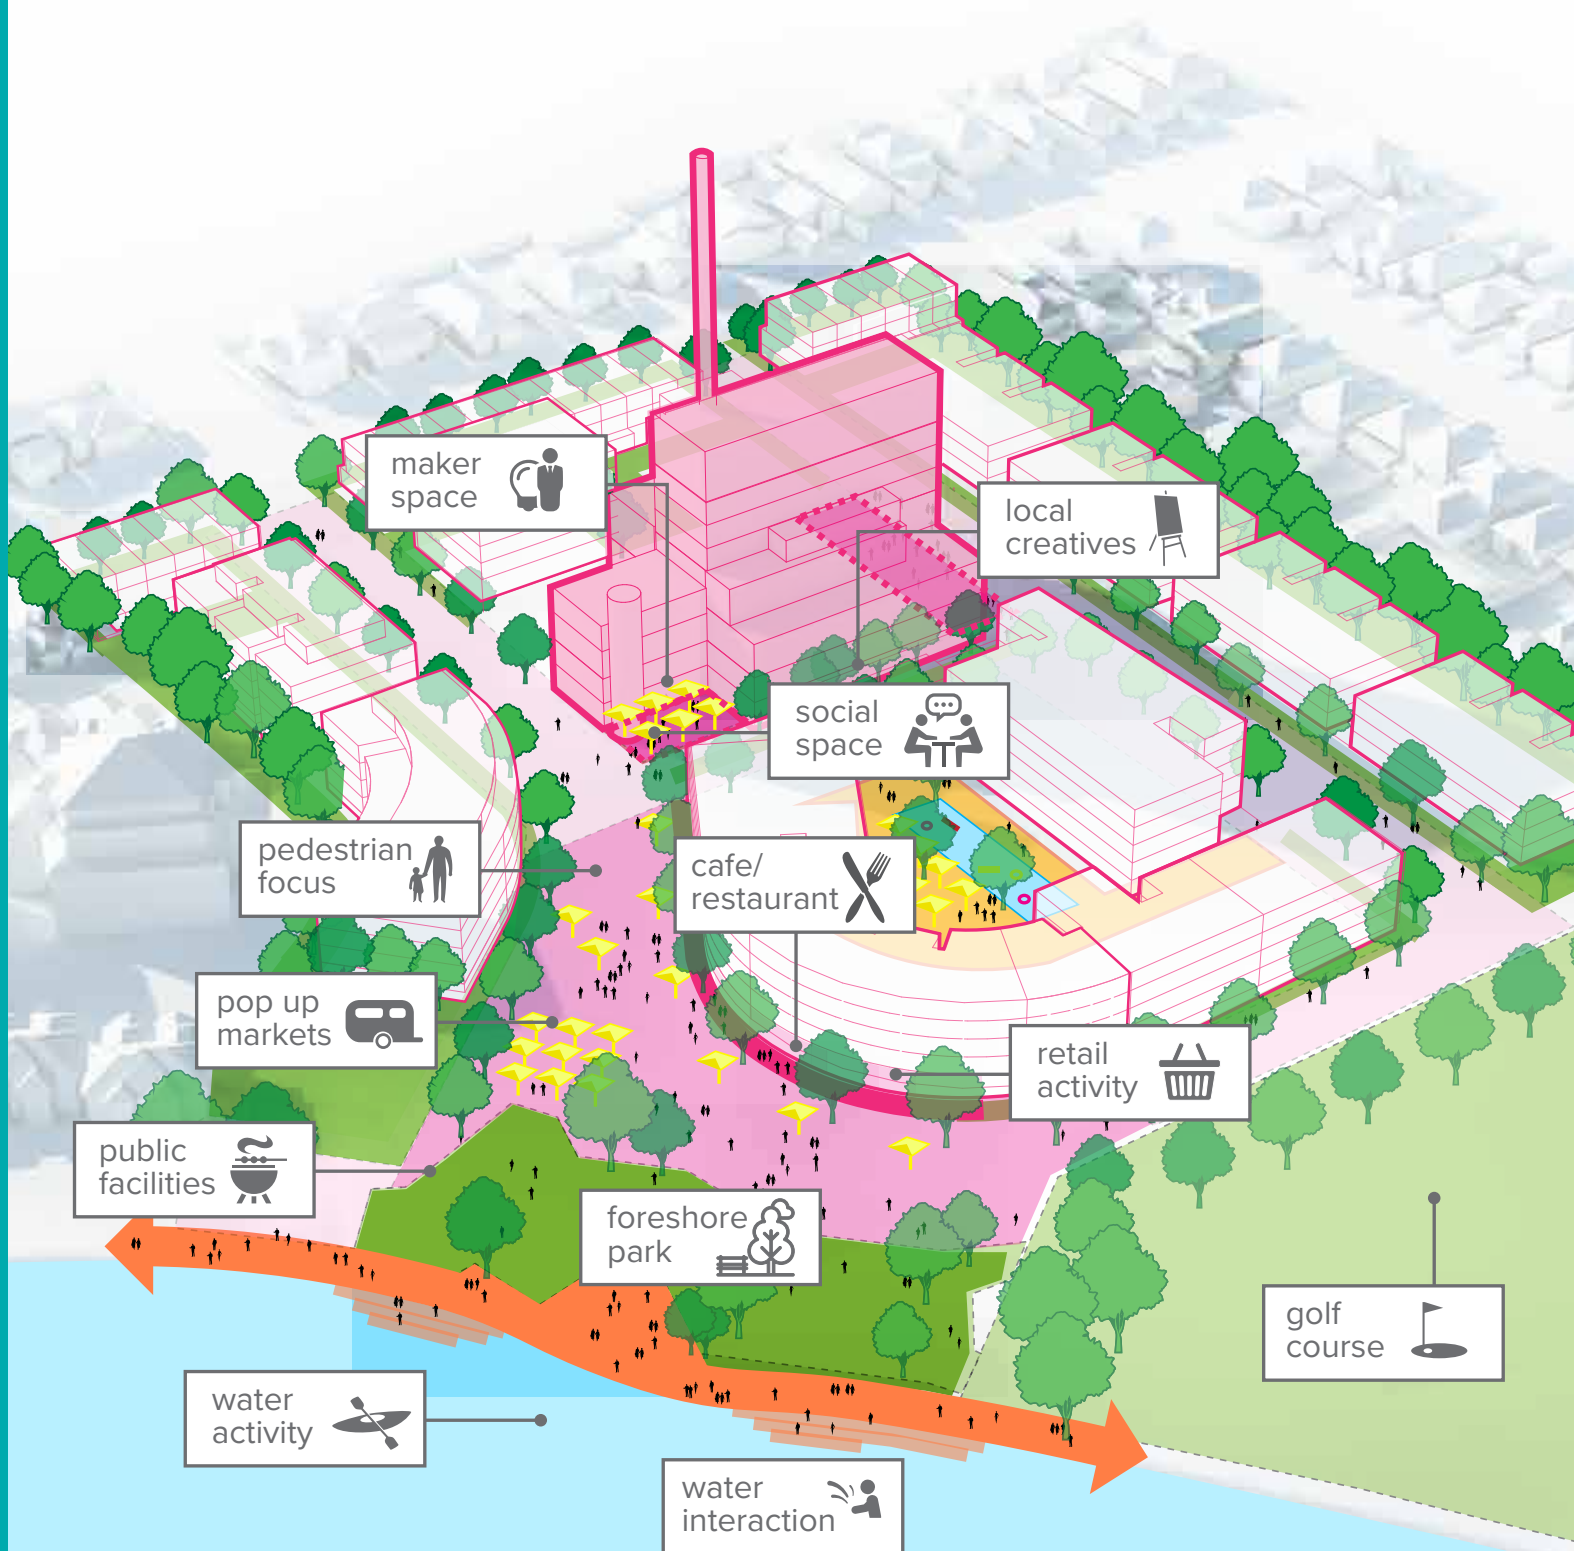 maker
space
local
creatives
social
space
pedestrian
focus
cafe/
restaurant
pop up
markets
retail
activity
public
facilities
foreshore
park
golf
course
water
activity
water
interaction